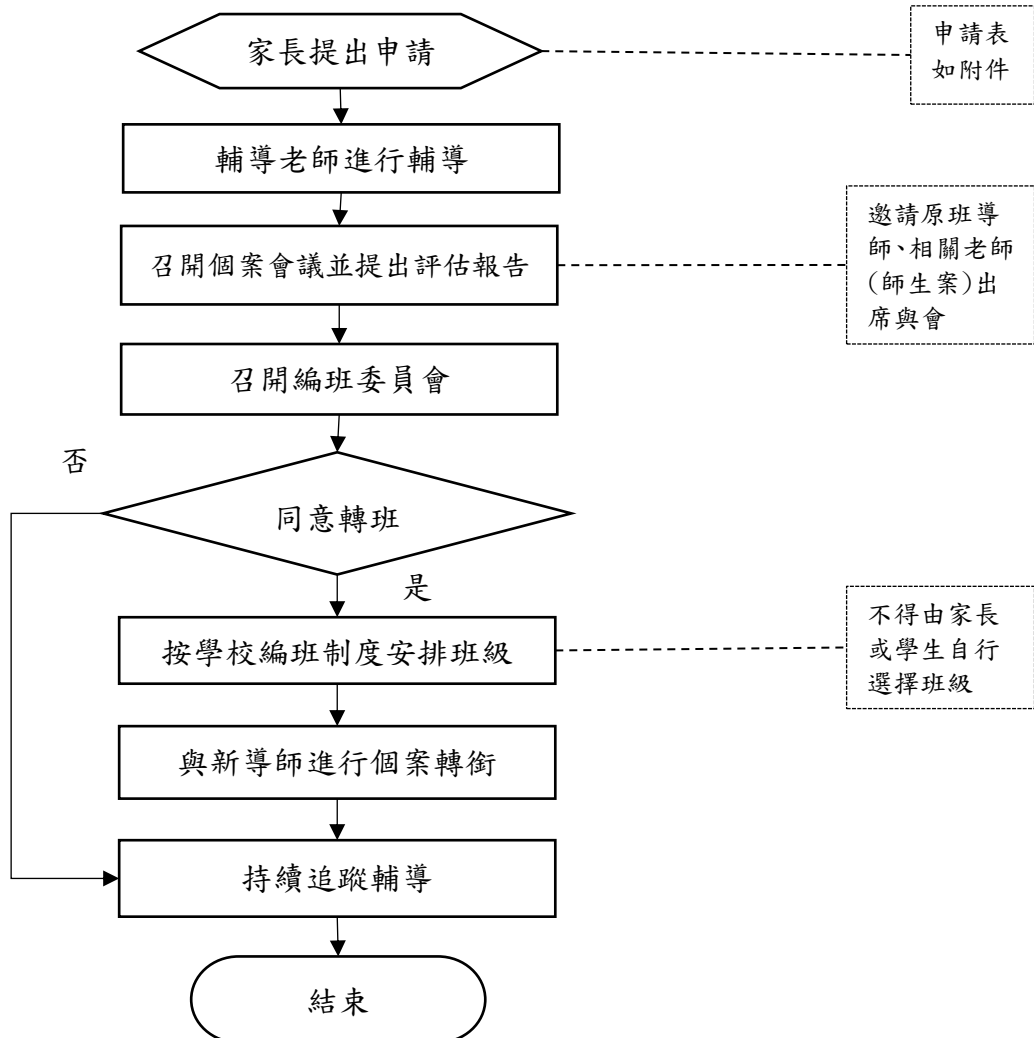 家長提出申請
申請表
如附件
輔導老師進行輔導
召開個案會議並提出評估報告
邀請原班導
師、相關老師
(師生案)出
席與會
召開編班委員會
否
同意轉班
是
按學校編班制度安排班級
不得由家長
或學生自行
選擇班級
與新導師進行個案轉銜
持續追蹤輔導
結束